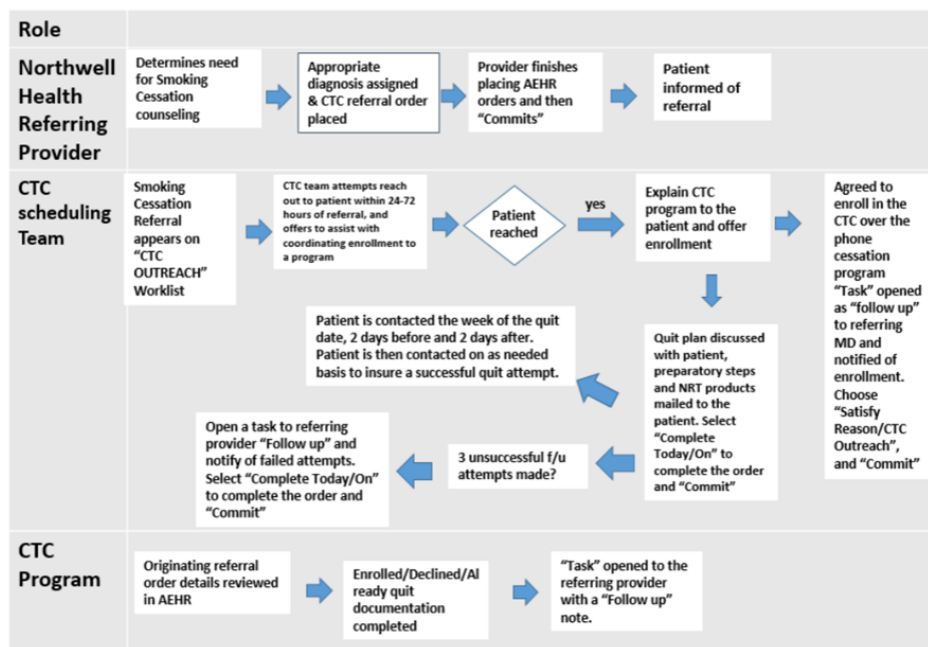 Role
Northwell
Health
Referring
Provider
Determines need
for Smoking
Cessation
counseling
Appropriate
diagnosis assigned
& CTC referral order
placed
Provider finishes
placing AEHR
orders and then
“Commits”
Patient
informed of
referral
CTC
scheduling
Team
Smoking
Cessation
Referral
appears on
“CTC
OUTREACH”
Worklist
CTC team attempts reach
out to patient within 24-72
hours of referral, and
offers to assist with
coordinating enrollment to
a program
Patient
reached
yes
Explain CTC
program to the
patient and offer
enrollment
Agreed to
enroll in the
CTC over the
phone
cessation
program
“Task” opened
as “follow up”
to referring
MD and
notified of
enrollment.
Choose
“Satisfy
Reason/CTC
Outreach”,
and “Commit”
Patient is contacted the week of the quit
date, 2 days before and 2 days after.
Patient is then contacted on as needed
basis to insure a successful quit attempt.
Quit plan discussed
with patient,
preparatory steps
and NRT products
mailed to the
patient. Select
“Complete
Today/On” to
complete the order
and “Commit”
Open a task to referring
provider “Follow up” and
notify of failed attempts.
Select “Complete Today/On”
to complete the order and
“Commit”
3 unsuccessful f/u
attempts made?
CTC
Program
Originating referral
order details reviewed
in AEHR
Enrolled/Declined/Al
ready quit
documentation
completed
“Task” opened to the
referring provider
with a “Follow up”
note.